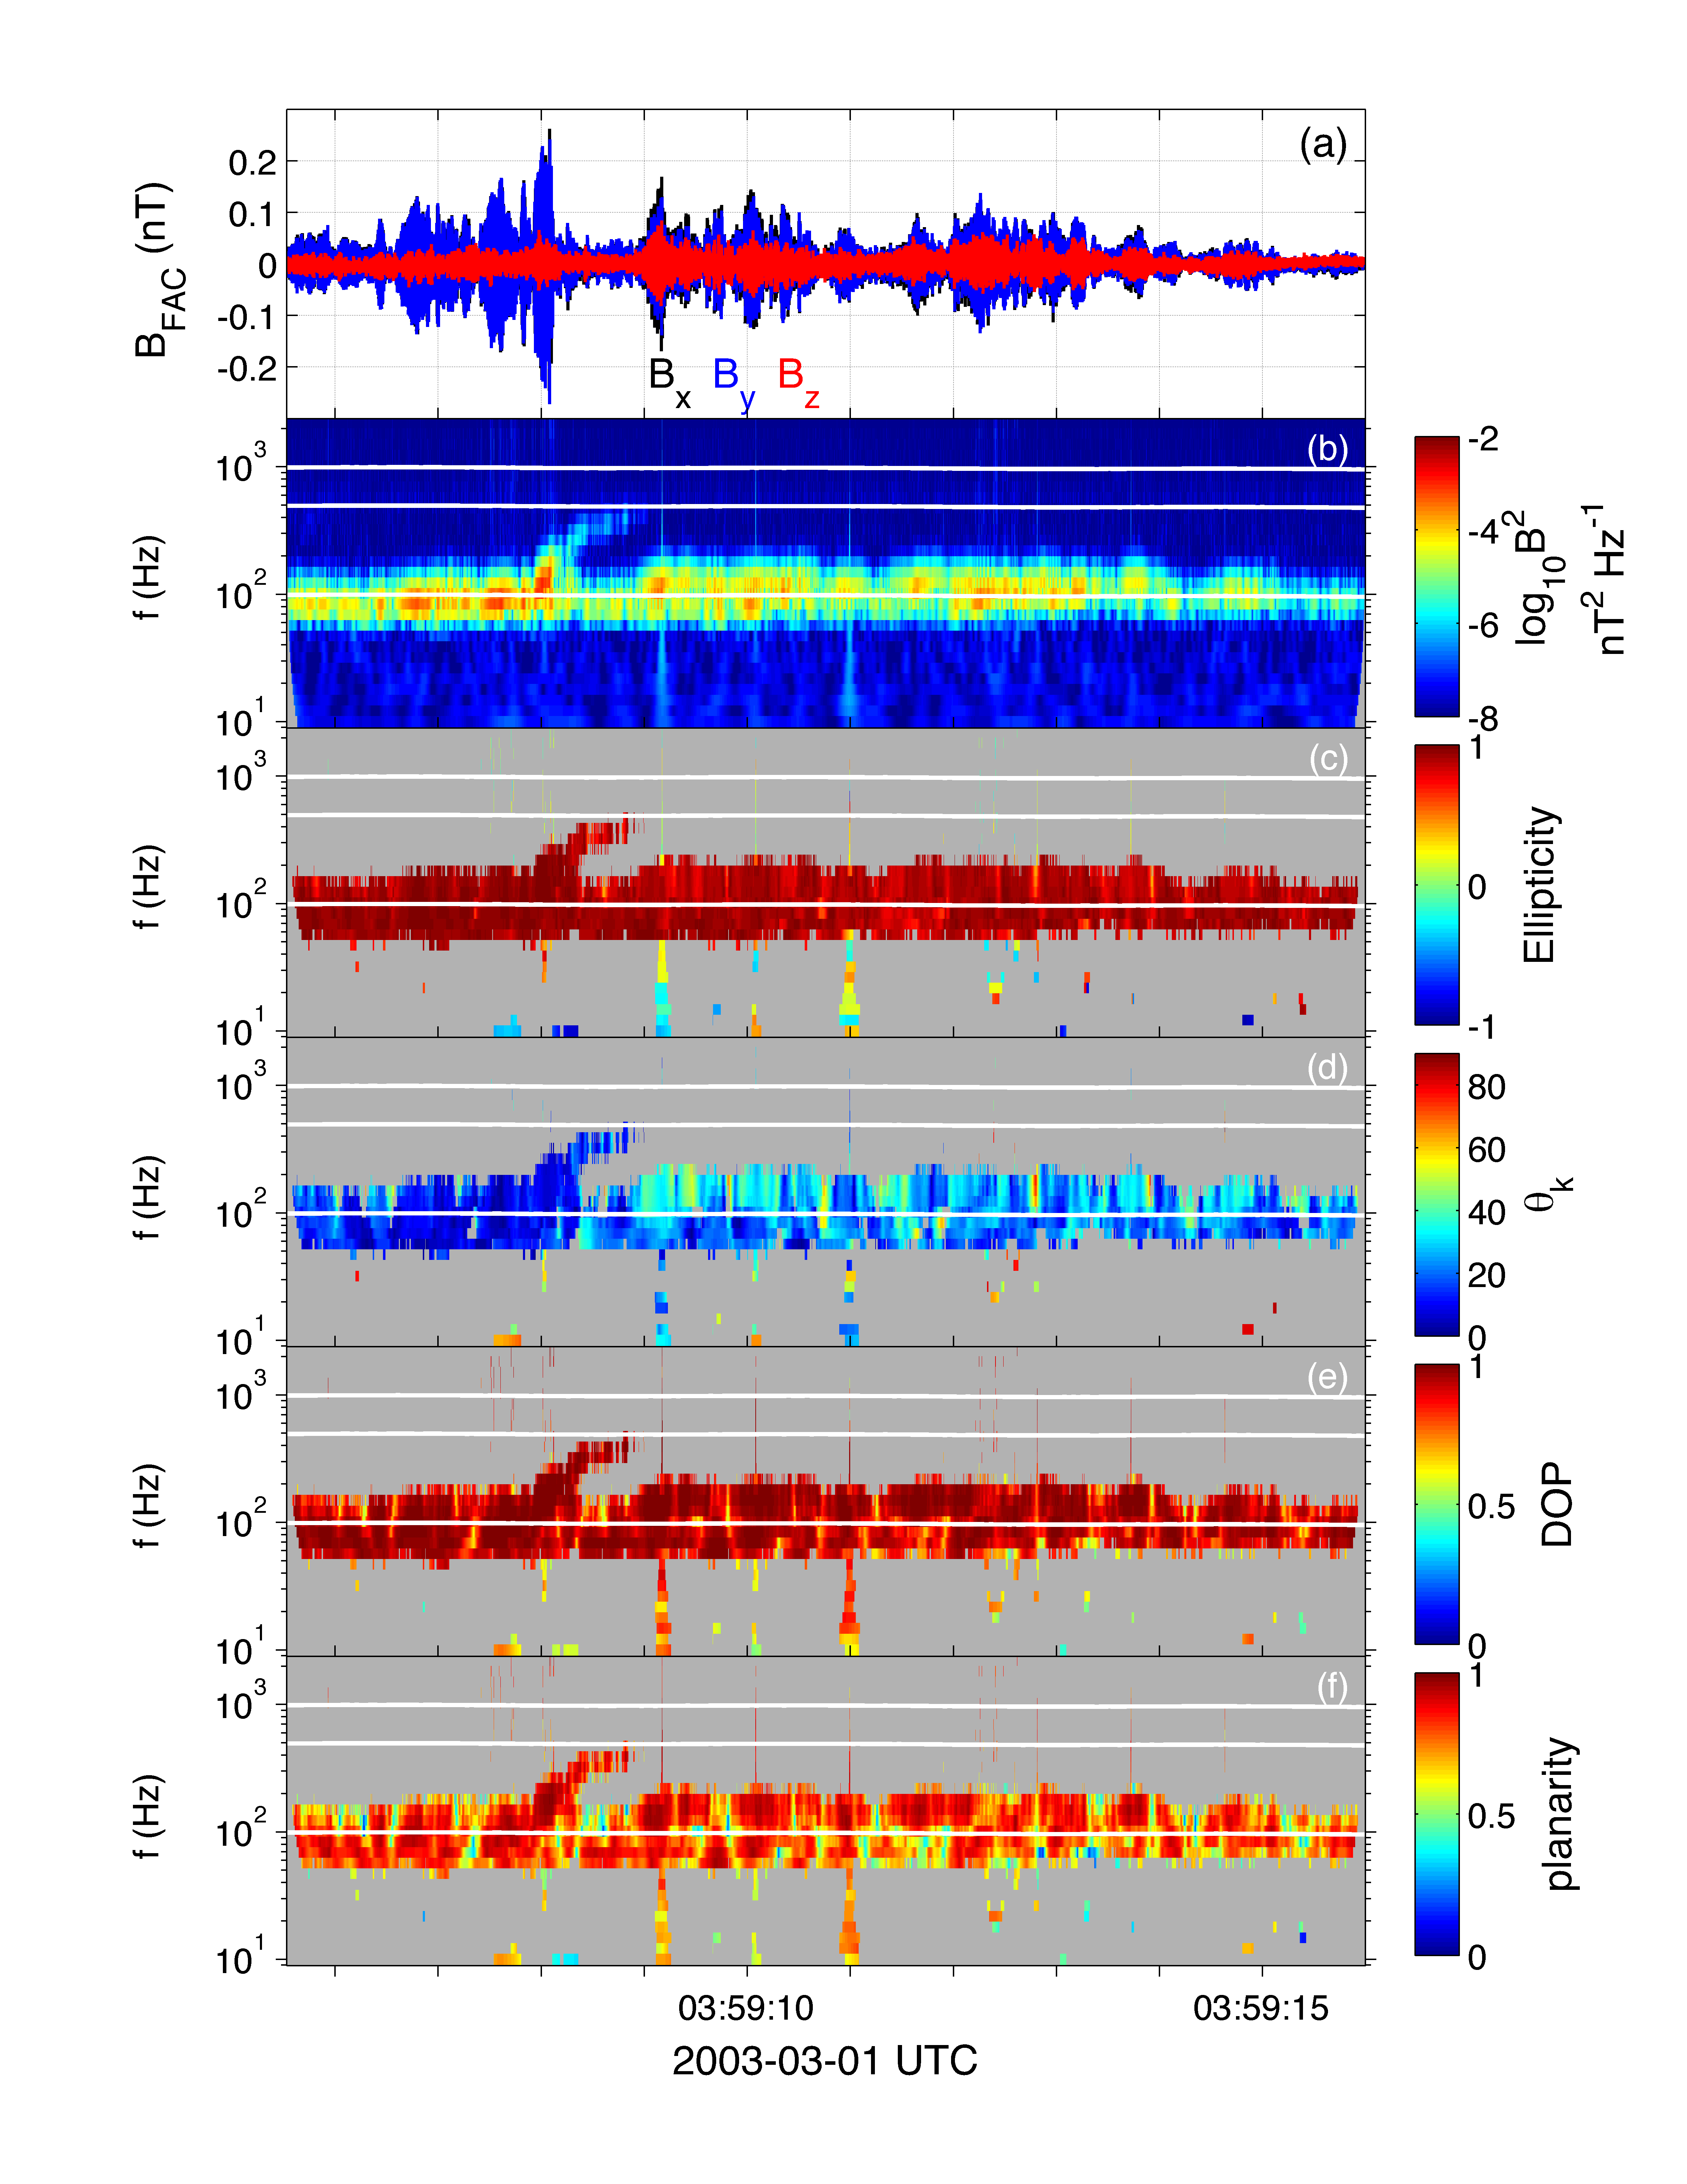 (a)
B_FAC (nT)
0.2
0.1
0
-0.1
-0.2
B_x B_y B_z
(b)
f (Hz)
10^3
10^2
10^1
-2
-4
-6
-8
log_10 B^2
nT^2 Hz^-1
(c)
f (Hz)
10^3
10^2
10^1
1
0
-1
Ellipticity
(d)
f (Hz)
10^3
10^2
10^1
80
60
40
20
0
θ_k
(e)
f (Hz)
10^3
10^2
10^1
1
0.5
0
DOP
(f)
f (Hz)
10^3
10^2
10^1
1
0.5
0
planarity
03:59:10 03:59:15
2003-03-01 UTC